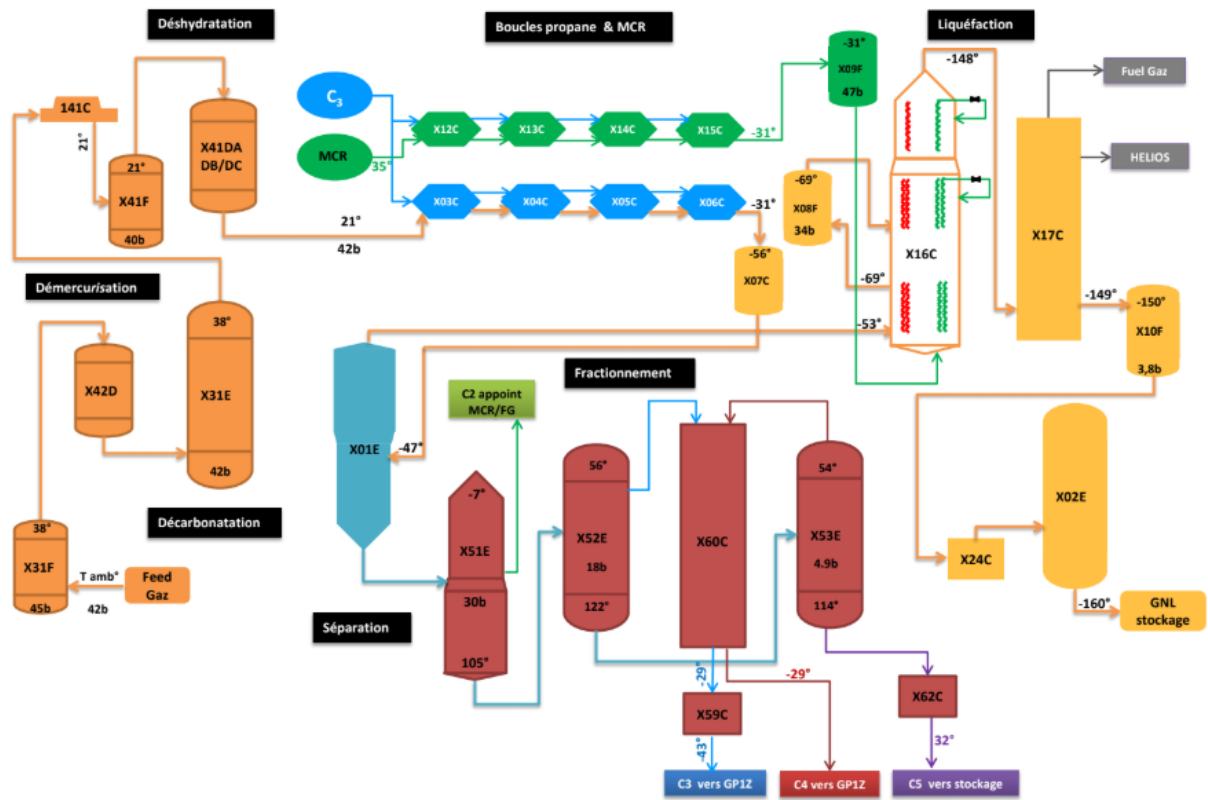 Déshydratation
Boucles propane & MCR
Liquéfaction
141C
21°
21°
X41F
40b
X41DA
DB/DC
C3
MCR
35°
X12C
X13C
X14C
X15C
-31°
-31°
X09F
47b
-148°
Fuel Gaz
HELIOS
X03C
X04C
X05C
X06C
-31°
21°
42b
-69°
X08F
34b
-69°
X16C
X17C
-56°
X07C
-53°
-149°
-150°
X10F
3,8b
Démercurisation
38°
X42D
X31E
42b
Fractionnement
C2 appoint
MCR/FG
X01E
-47°
Décarbonatation
38°
X31F
45b
T amb°
42b
Feed
Gaz
Séparation
-7°
X51E
30b
105°
56°
X52E
18b
122°
X60C
54°
X53E
4.9b
114°
X02E
X24C
-160°
GNL
stockage
-29°
-29°
X59C
-43°
X62C
32°
C3 vers GP1Z
C4 vers GP1Z
C5 vers stockage